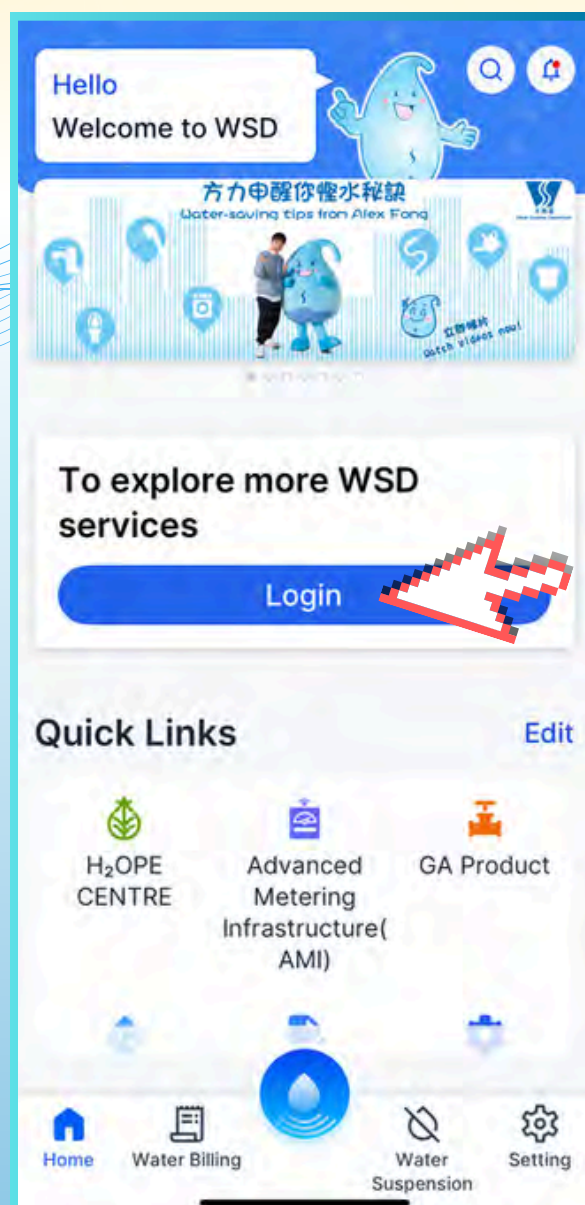 Hello
Welcome to WSD
方力申醒你慳水秘訣
Water-saving tips from Alex Fong
立即睇片
Watch videos now!
To explore more WSD
services
Login
Quick Links
Edit
H₂OPE
CENTRE
Advanced
Metering
Infrastructure(
AMI)
GA Product
Home
Water Billing
Water
Suspension
Setting